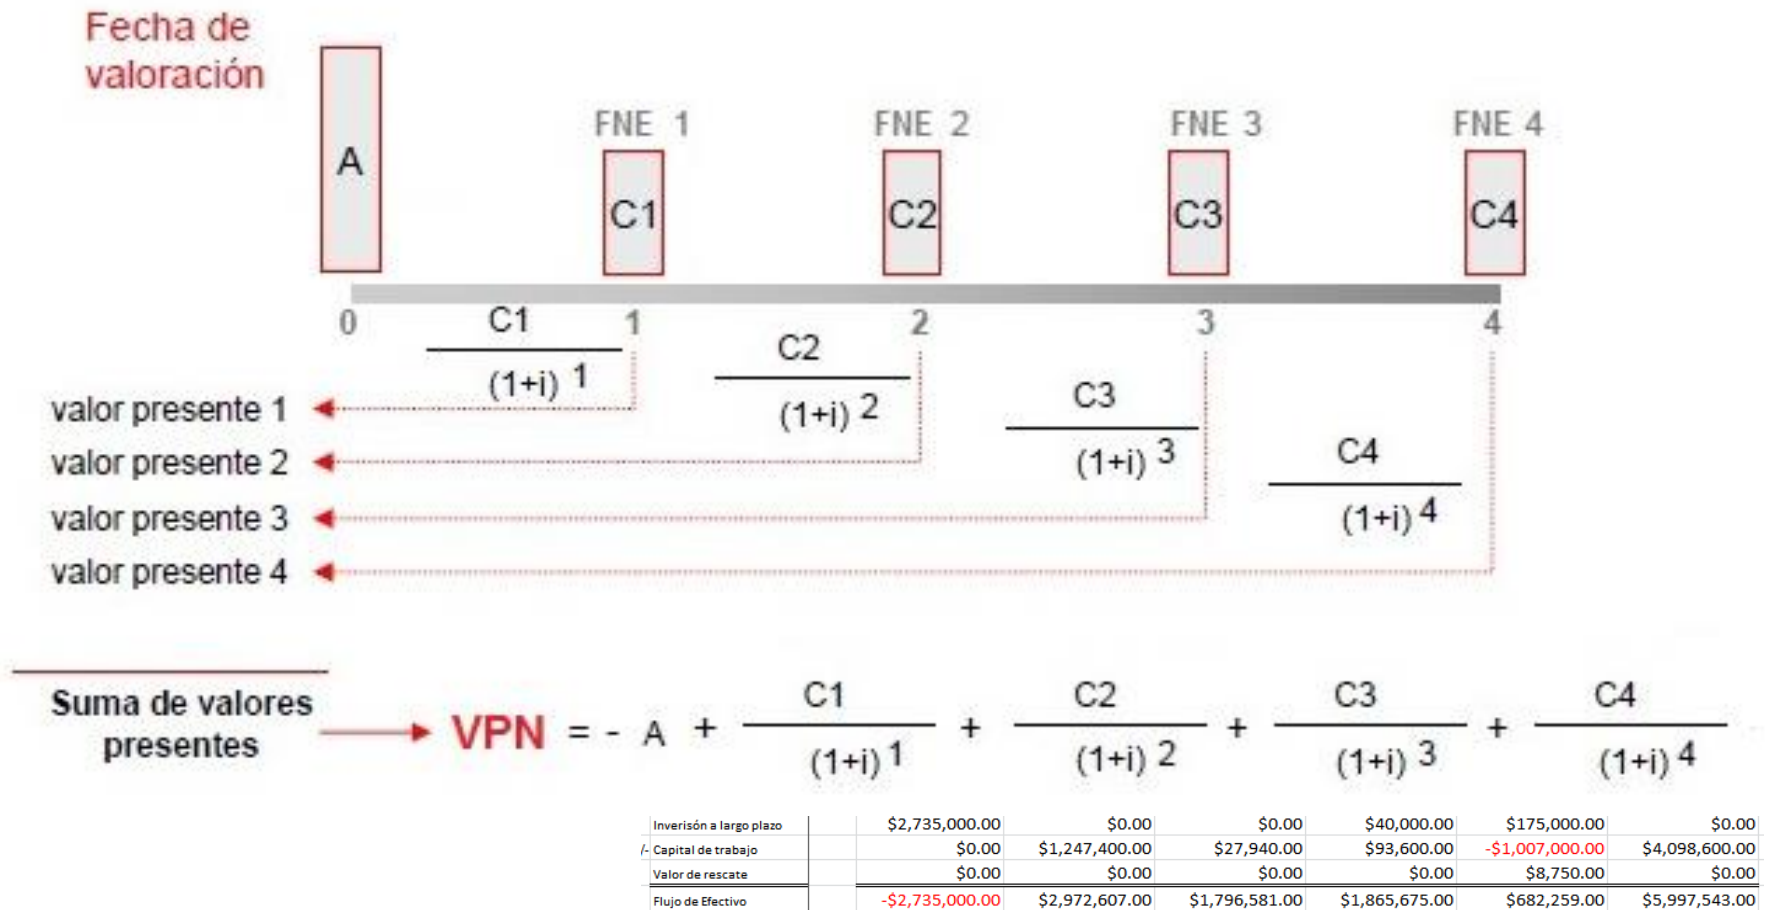 Fecha de
valoración
A
FNE 1
FNE 2
FNE 3
FNE 4
C1
C2
C3
C4
0
1
2
3
4
C1
(1+i) 1
C2
(1+i) 2
C3
(1+i) 3
C4
(1+i) 4
valor presente 1
valor presente 2
valor presente 3
valor presente 4
Suma de valores
presentes
VPN = - A + C1 + C2 + C3 + C4
(1+i) 1 (1+i) 2 (1+i) 3 (1+i) 4
Inverisón a largo plazo $2,735,000.00 $0.00 $0.00 $40,000.00 $175,000.00 $0.00
/- Capital de trabajo $0.00 $1,247,400.00 $27,940.00 $93,600.00 -$1,007,000.00 $4,098,600.00
Valor de rescate $0.00 $0.00 $0.00 $0.00 $8,750.00 $0.00
Flujo de Efectivo -$2,735,000.00 $2,972,607.00 $1,796,581.00 $1,865,675.00 $682,259.00 $5,997,543.00